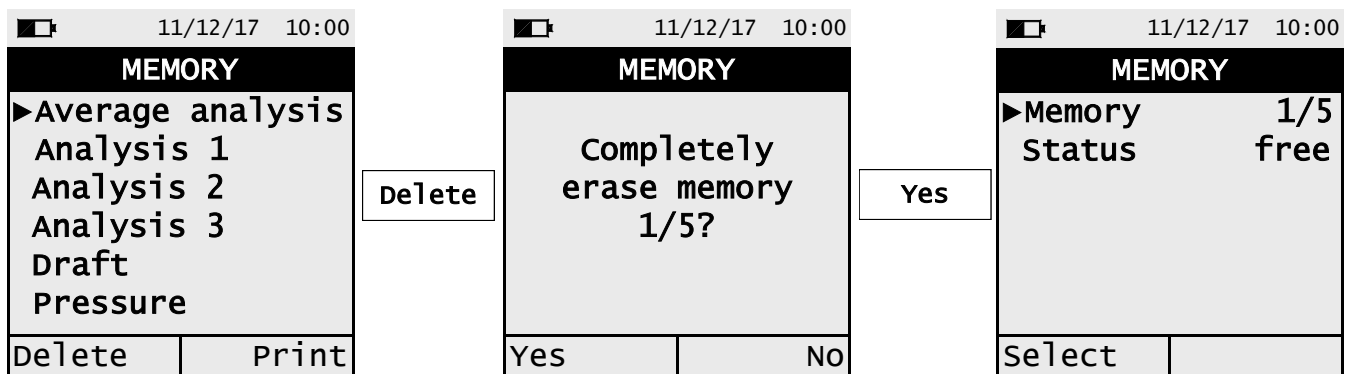 11/12/17 10:00
MEMORY
►Average analysis
Analysis 1
Analysis 2
Analysis 3
Draft
Pressure
Delete Print
Delete
11/12/17 10:00
MEMORY
Completely
erase memory
1/5?
Yes No
Yes
11/12/17 10:00
MEMORY
►Memory 1/5
Status free
Select